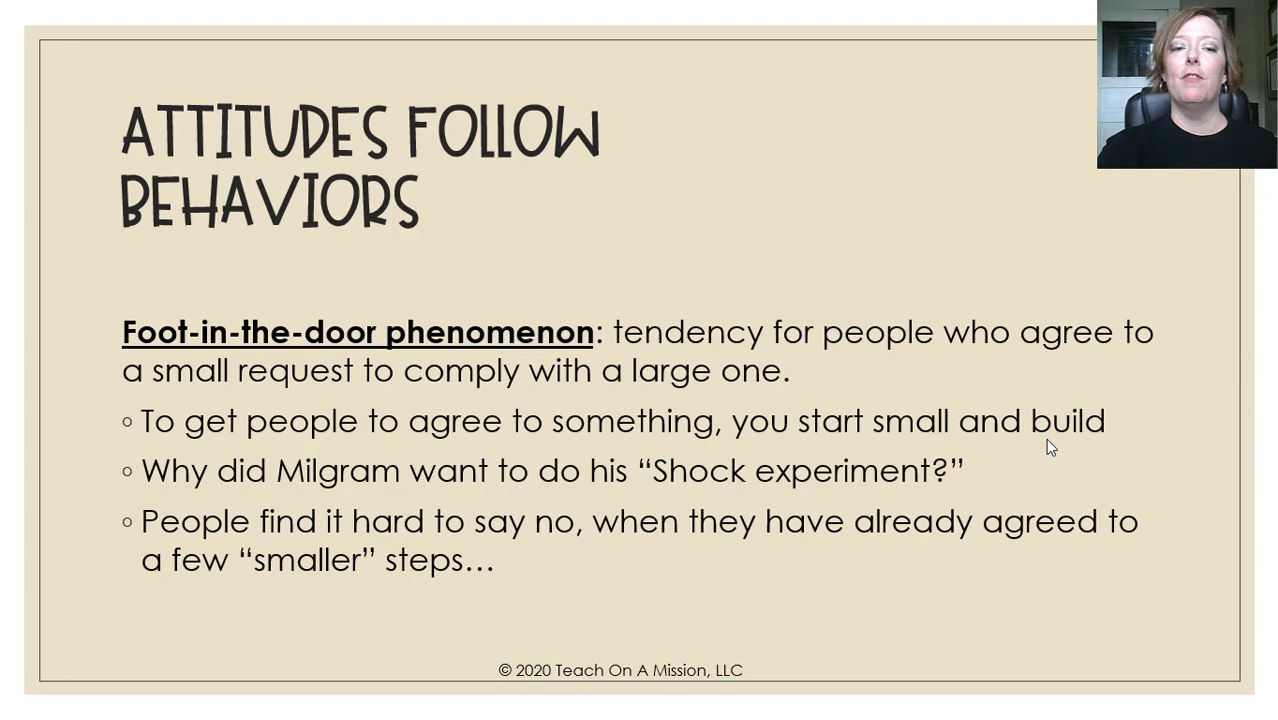 ATTITUDES FOLLOW
BEHAVIORS
Foot-in-the-door phenomenon: tendency for people who agree to
a small request to comply with a large one.
◦ To get people to agree to something, you start small and build
◦ Why did Milgram want to do his “Shock experiment?”
◦ People find it hard to say no, when they have already agreed to
a few “smaller” steps…
© 2020 Teach On A Mission, LLC